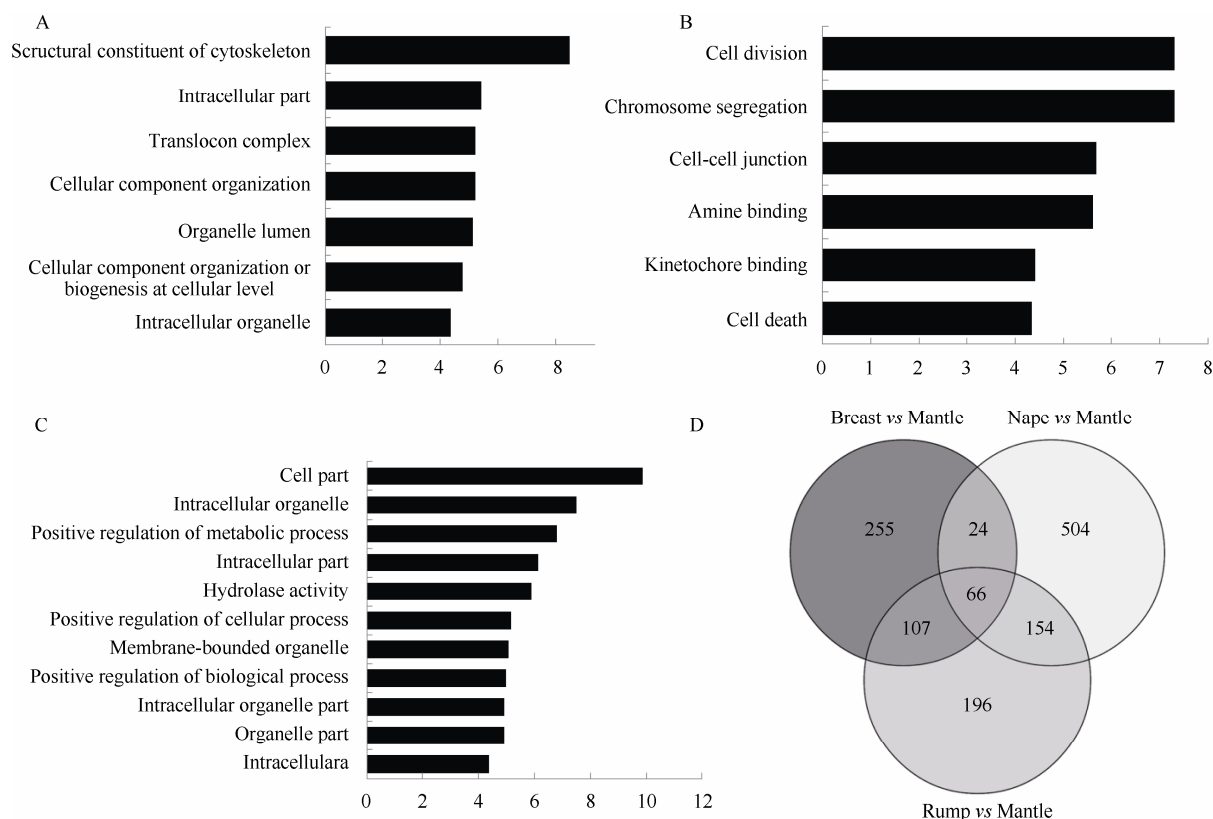 A
Scructural constituent of cytoskeleton
Intracellular part
Translocon complex
Cellular component organization
Organelle lumen
Cellular component organization or
biogenesis at cellular level
Intracellular organelle
0 2 4 6 8
B
Cell division
Chromosome segregation
Cell-cell junction
Amine binding
Kinetochore binding
Cell death
0 1 2 3 4 5 6 7 8
C
Cell part
Intracellular organelle
Positive regulation of metabolic process
Intracellular part
Hydrolase activity
Positive regulation of cellular process
Membrane-bounded organelle
Positive regulation of biological process
Intracellular organelle part
Organelle part
Intracellulara
0 2 4 6 8 10 12
D
Breast vs Mantle
Nape vs Mantle
255
24
504
66
107
154
196
Rump vs Mantle